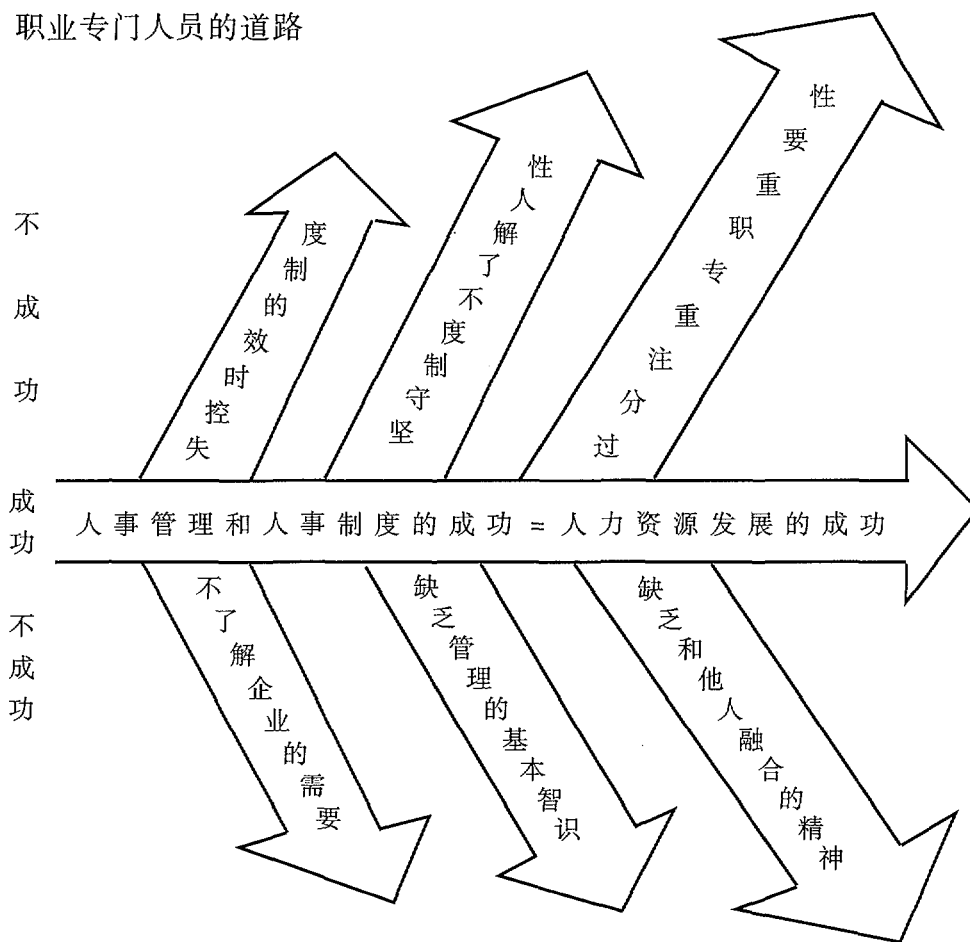 职业专门人员的道路
不成功
失控时效的制度
坚守制度不了解人性
过分注重专职重要性
成功
人事管理和人事制度的成功=人力资源发展的成功
不成功
不了解企业的需要
缺乏管理的基本智识
缺乏和他人融合的精神